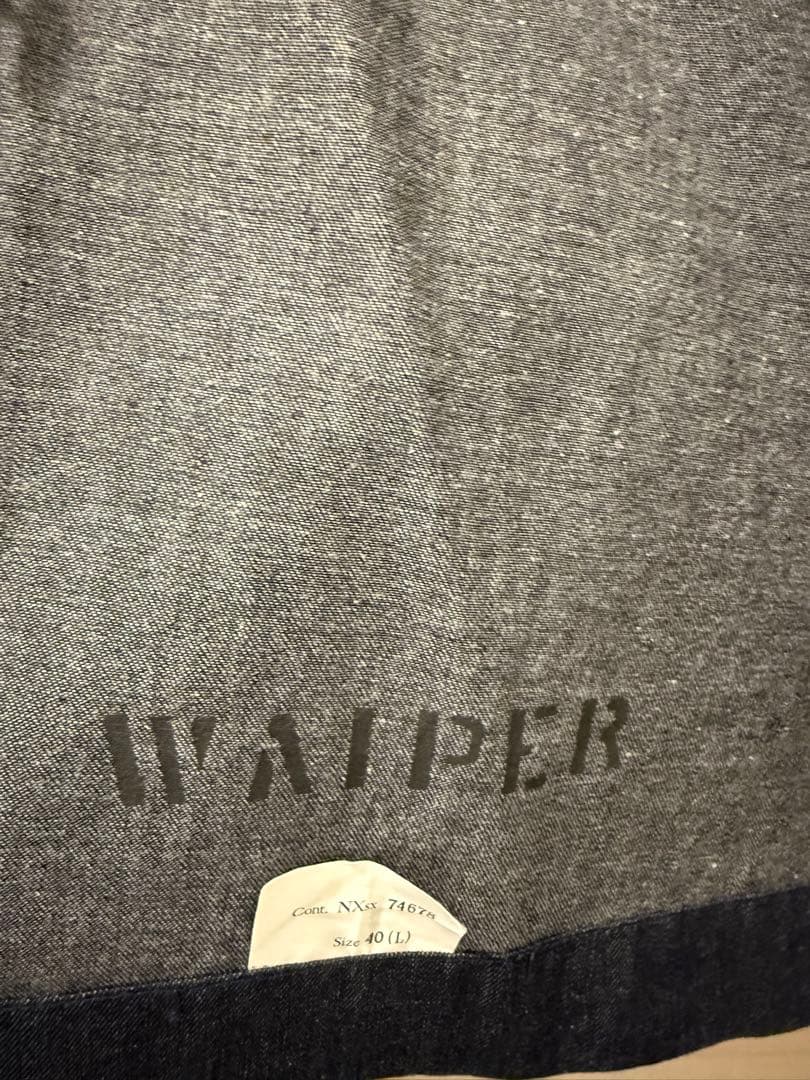 WAIPER
Cont. NXsx 74678
Size 40 (L)